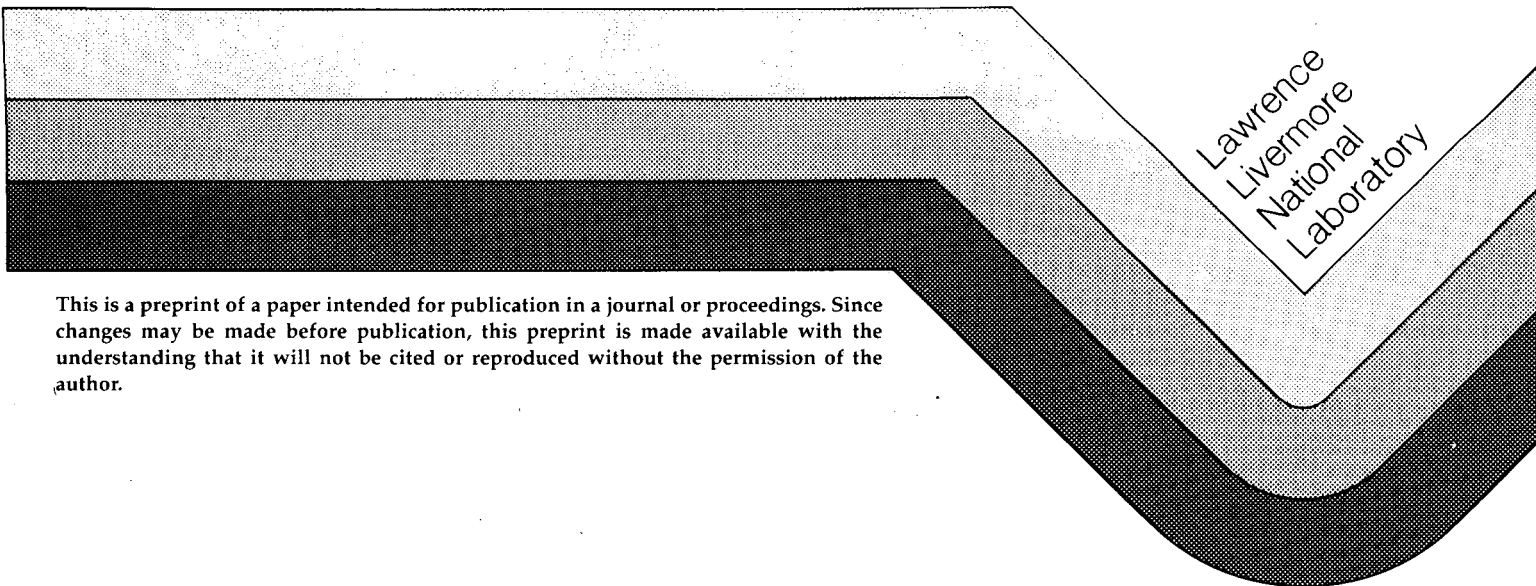 Lawrence
Livermore
National
Laboratory
This is a preprint of a paper intended for publication in a journal or proceedings. Since
changes may be made before publication, this preprint is made available with the
understanding that it will not be cited or reproduced without the permission of the
author.